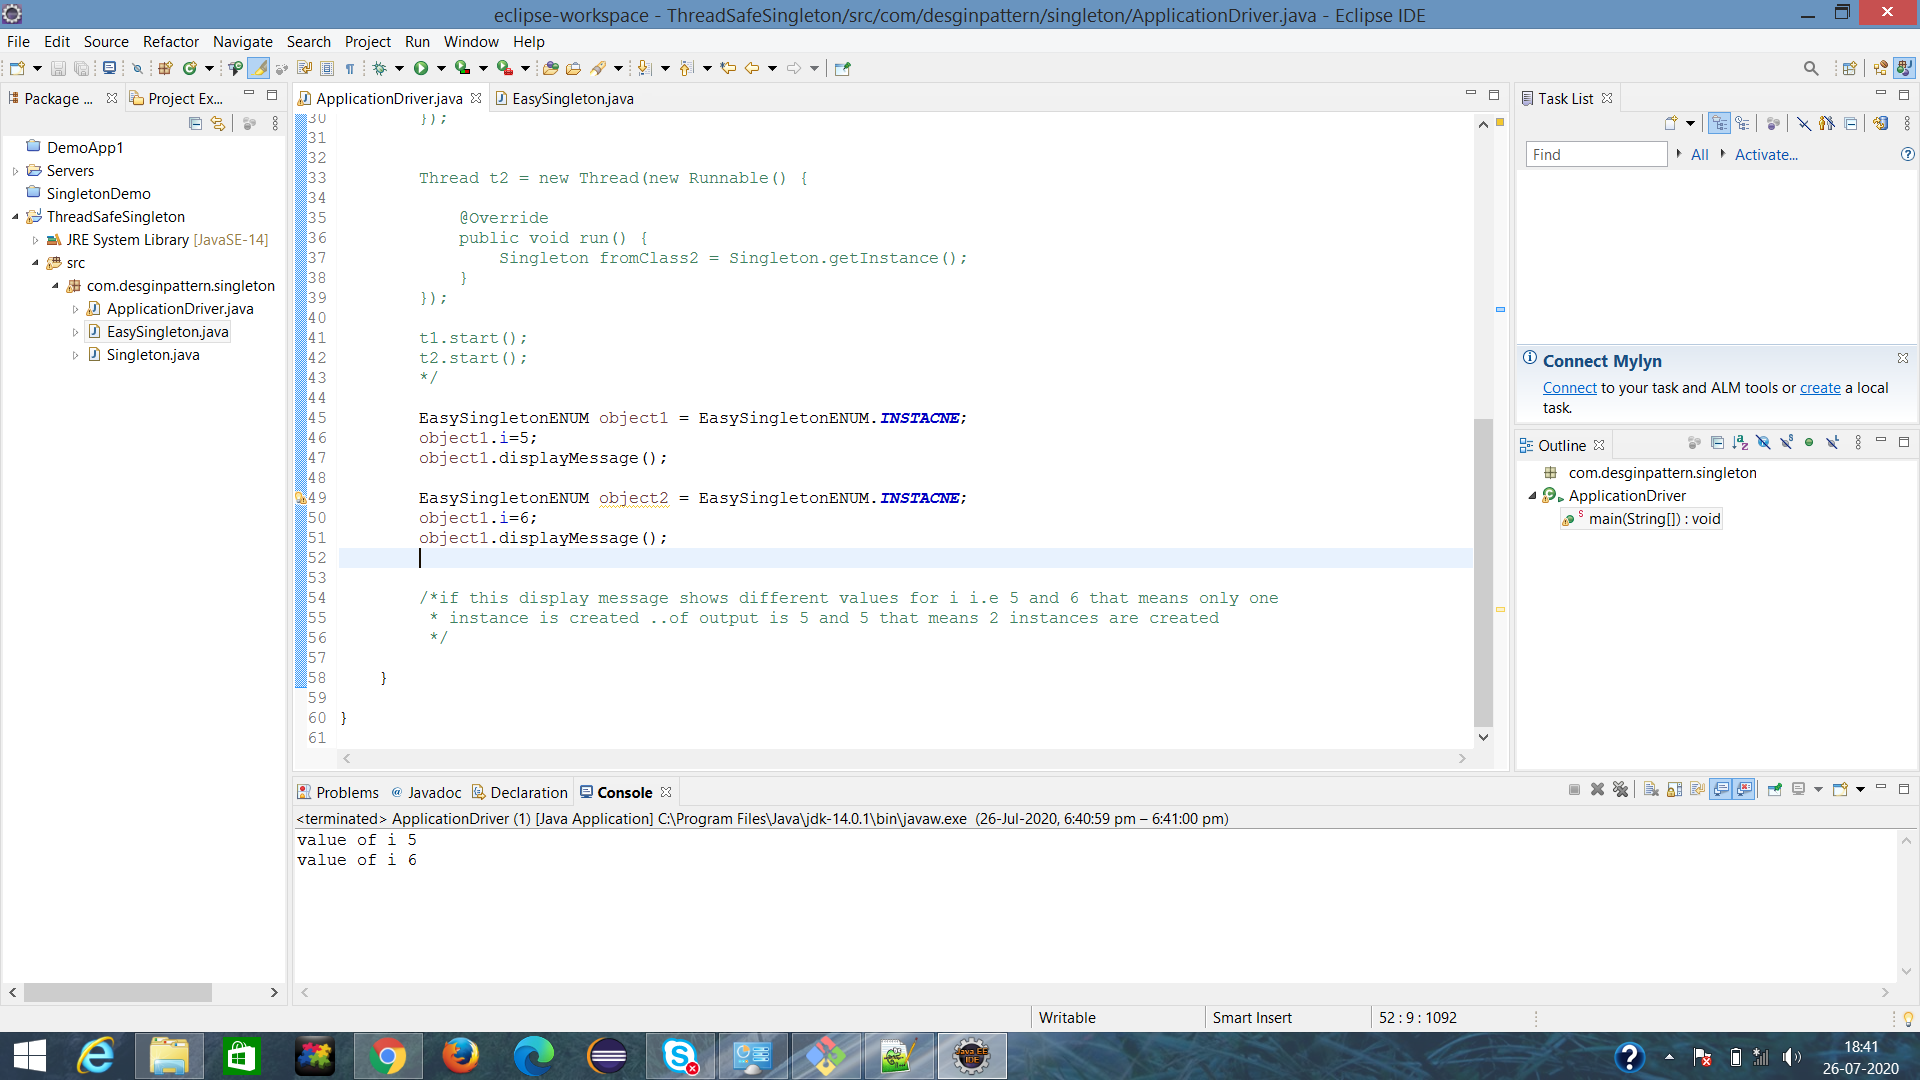 eclipse-workspace - ThreadSafeSingleton/src/com/desginpattern/singleton/ApplicationDriver.java - Eclipse IDE
File Edit Source Refactor Navigate Search Project Run Window Help
Package ... Project Ex...
DemoApp1
Servers
SingletonDemo
ThreadSafeSingleton
JRE System Library [JavaSE-14]
src
com.desginpattern.singleton
ApplicationDriver.java
EasySingleton.java
Singleton.java
ApplicationDriver.java EasySingleton.java
30 });
31
32
33 Thread t2 = new Thread(new Runnable() {
34
35 @Override
36 public void run() {
37 Singleton fromClass2 = Singleton.getInstance();
38 }
39 });
40
41 t1.start();
42 t2.start();
43 */
44
45 EasySingletonENUM object1 = EasySingletonENUM.INSTACNE;
46 object1.i=5;
47 object1.displayMessage();
48
49 EasySingletonENUM object2 = EasySingletonENUM.INSTACNE;
50 object1.i=6;
51 object1.displayMessage();
52
53
54 /*if this display message shows different values for i i.e 5 and 6 that means only one
55 * instance is created ..of output is 5 and 5 that means 2 instances are created
56 */
57
58 }
59
60 }
61
Task List
Find All Activate...
Connect Mylyn
Connect to your task and ALM tools or create a local
task.
Outline
com.desginpattern.singleton
ApplicationDriver
main(String[]) : void
Problems @ Javadoc Declaration Console
<terminated> ApplicationDriver (1) [Java Application] C:\Program Files\Java\jdk-14.0.1\bin\javaw.exe (26-Jul-2020, 6:40:59 pm – 6:41:00 pm)
value of i 5
value of i 6
Writable Smart Insert 52 : 9 : 1092
Java EE
IDE
18:41
26-07-2020